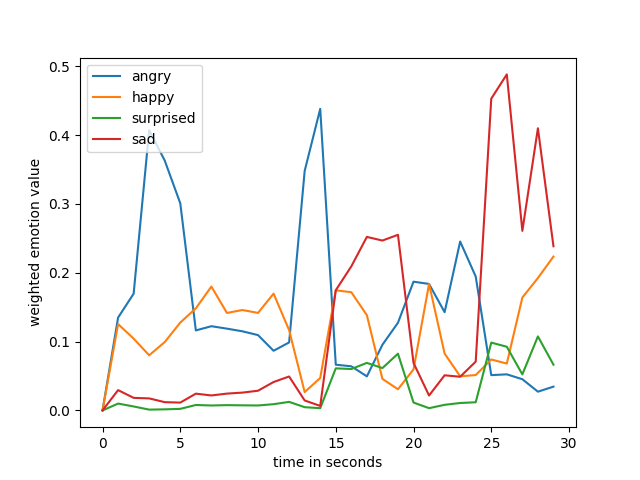 0.5
0.4
0.3
0.2
0.1
0.0
weighted emotion value
angry
happy
surprised
sad
0 5 10 15 20 25 30
time in seconds